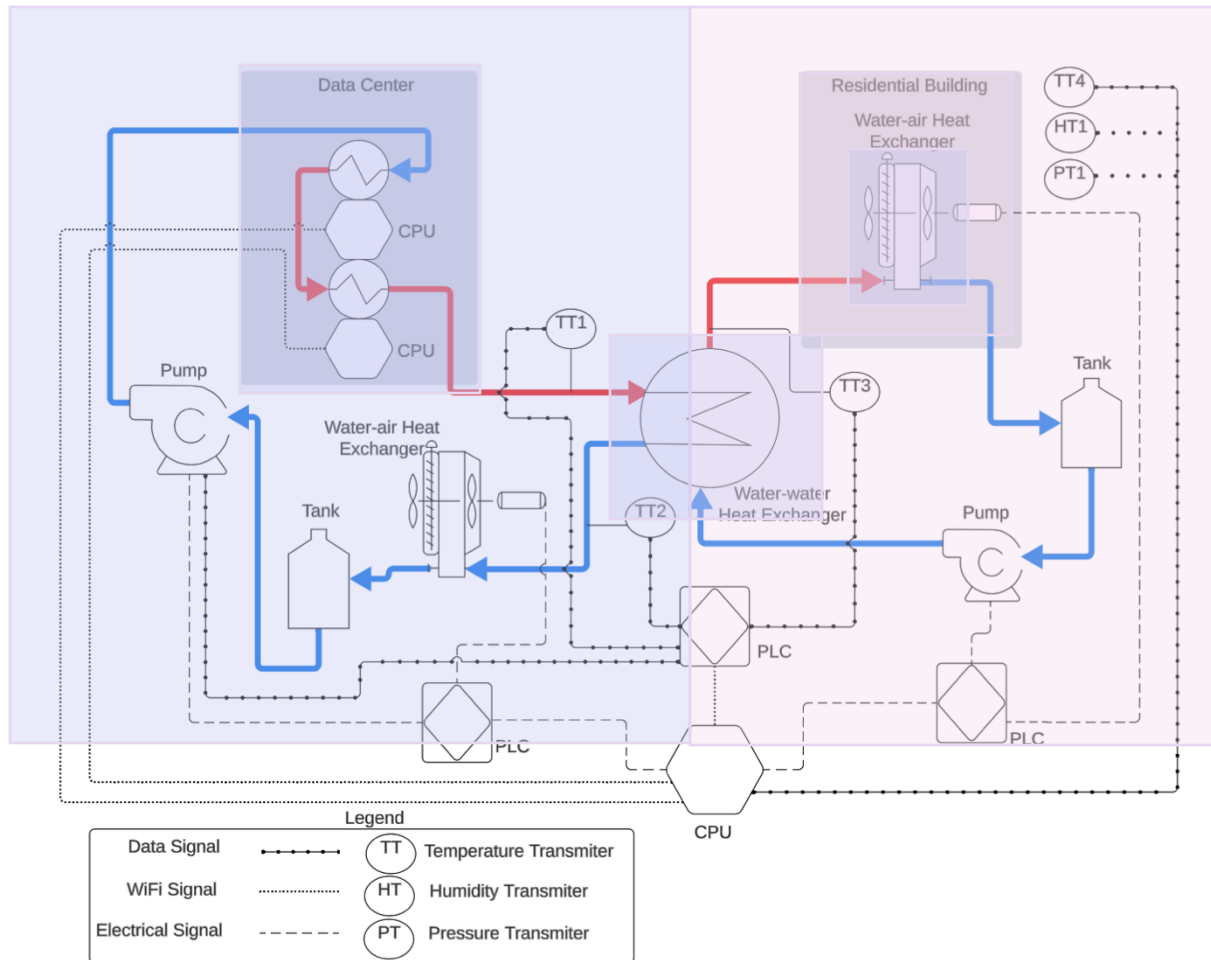 Data Center
Residential Building
TT4
Water-air Heat
Exchanger
HT1
PT1
CPU
CPU
TT1
Pump
TT3
Tank
Water-air Heat
Exchanger
Water-water
Heat Exchanger
TT2
Tank
Pump
PLC
PLC
PLC
CPU
Legend
Data Signal
TT
Temperature Transmiter
WiFi Signal
HT
Humidity Transmiter
Electrical Signal
PT
Pressure Transmiter